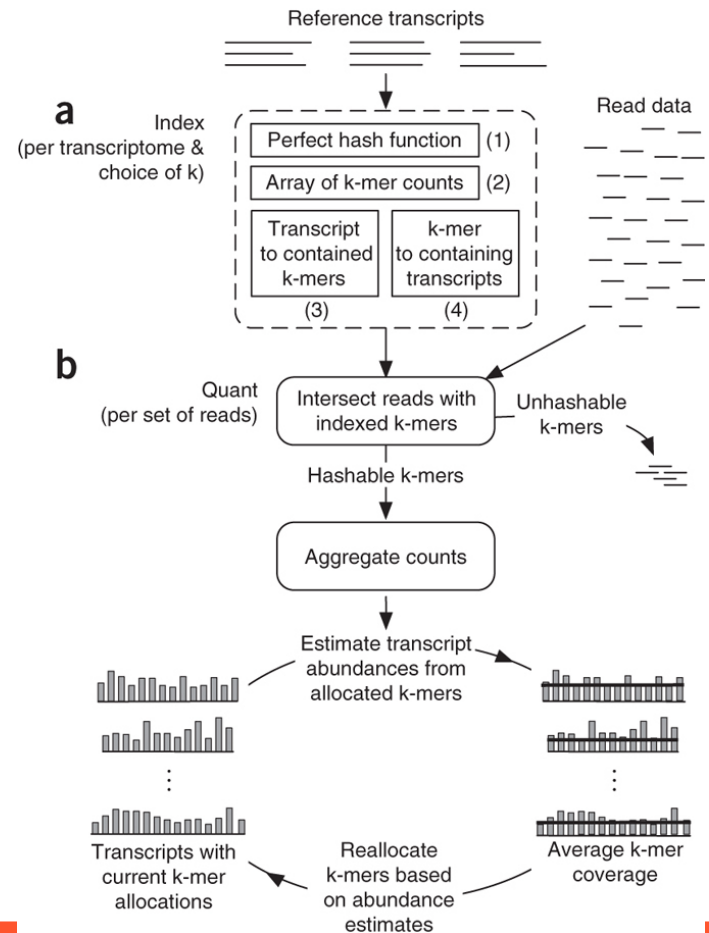 Reference transcripts
a
Index
(per transcriptome &
choice of k)
Read data
Perfect hash function
(1)
Array of k-mer counts
(2)
Transcript
to contained
k-mers
(3)
k-mer
to containing
transcripts
(4)
b
Quant
(per set of reads)
Intersect reads with
indexed k-mers
Unhashable
k-mers
Hashable k-mers
Aggregate counts
Estimate transcript
abundances from
allocated k-mers
Transcripts with
current k-mer
allocations
Reallocate
k-mers based
on abundance
estimates
Average k-mer
coverage